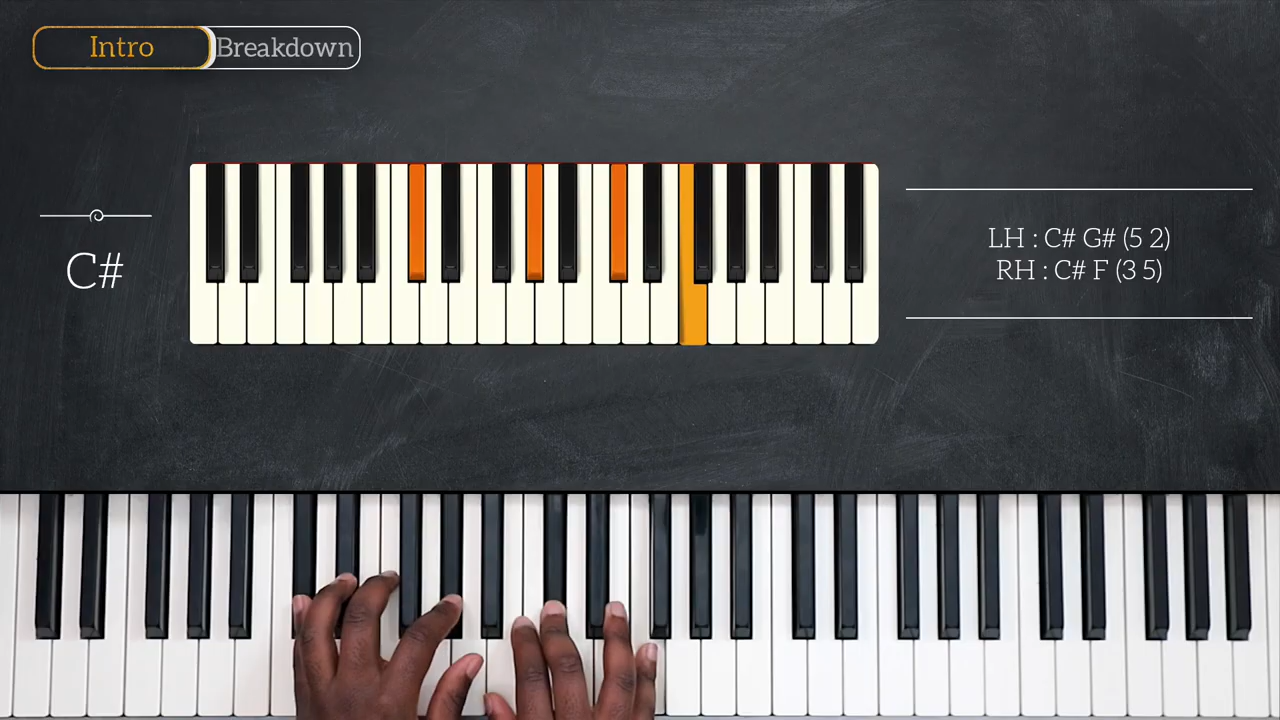 Intro
Breakdown
C#
LH : C# G# (5 2)
RH : C# F (3 5)